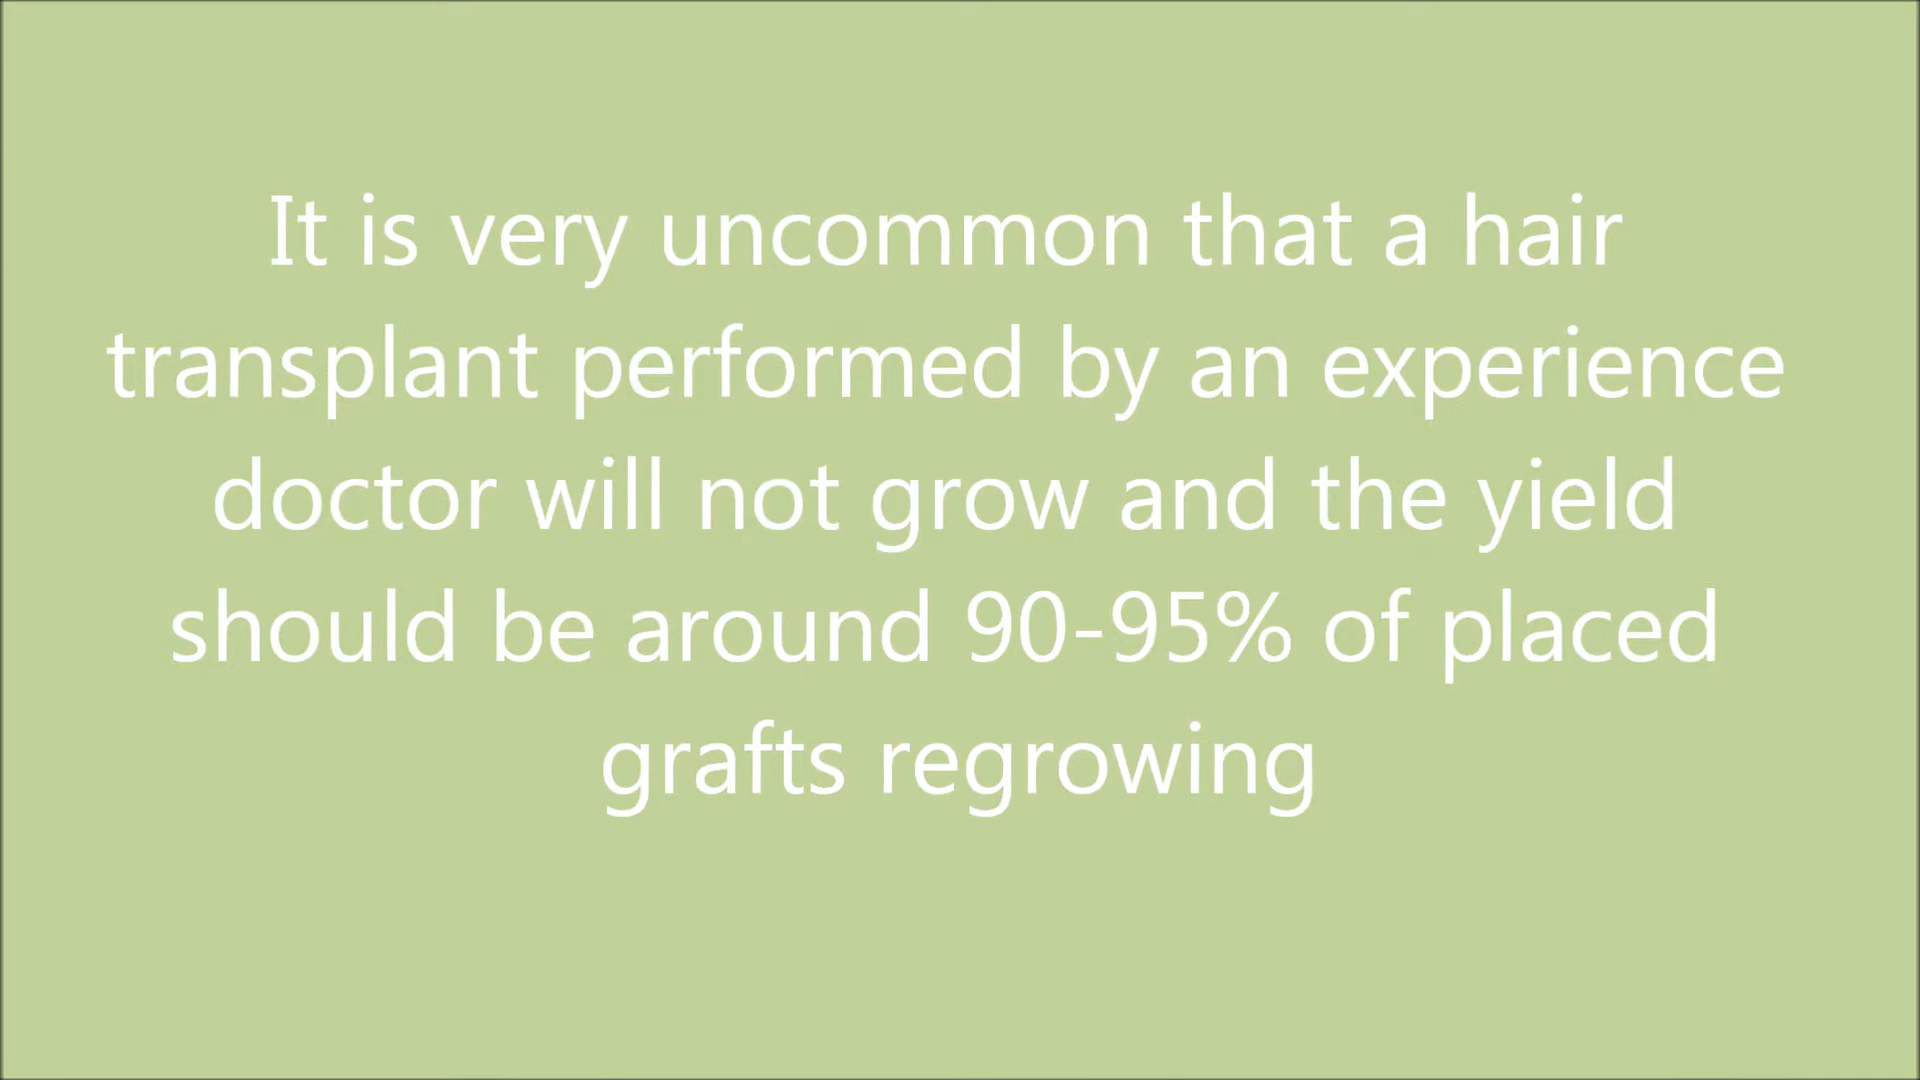 It is very uncommon that a hair
transplant performed by an experience
doctor will not grow and the yield
should be around 90-95% of placed
grafts regrowing